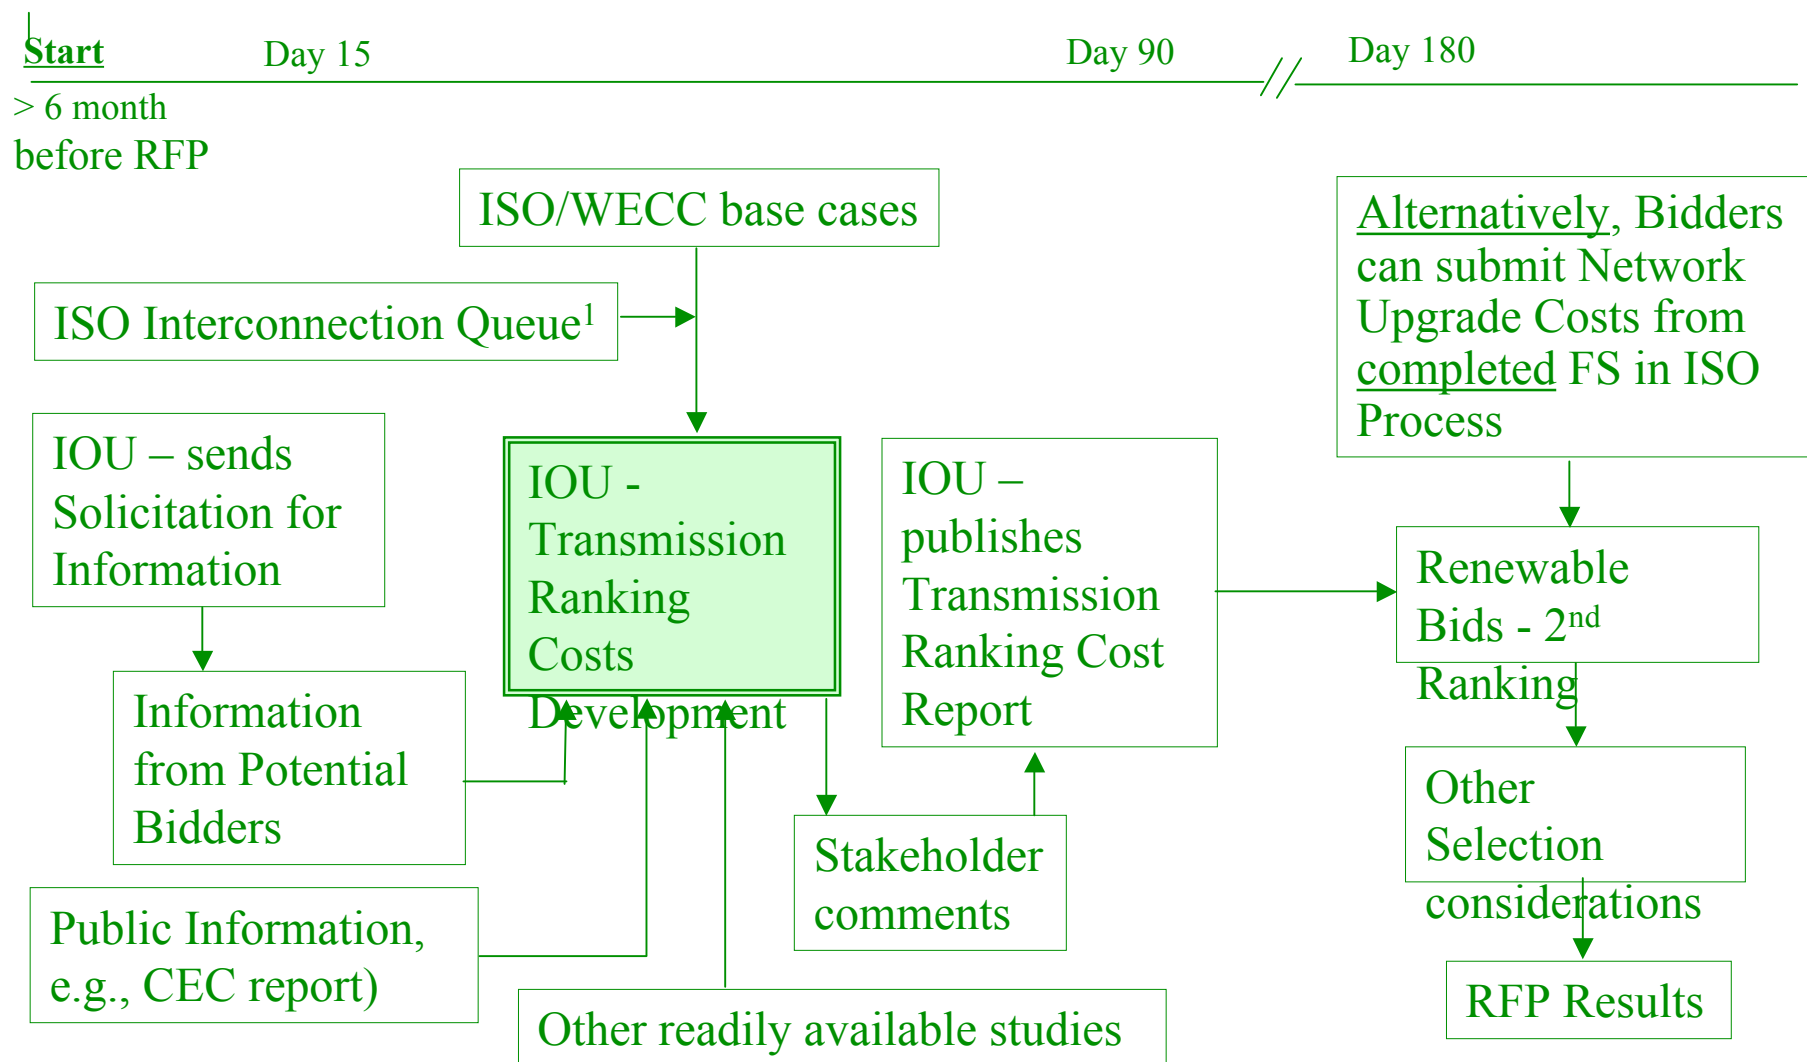 Start
Day 15
Day 90
Day 180
> 6 month
before RFP
ISO/WECC base cases
ISO Interconnection Queue1
Alternatively, Bidders
can submit Network
Upgrade Costs from
completed FS in ISO
Process
IOU – sends
Solicitation for
Information
IOU -
Transmission
Ranking
Costs
Development
IOU –
publishes
Transmission
Ranking Cost
Report
Renewable
Bids - 2nd
Ranking
Information
from Potential
Bidders
Stakeholder
comments
Other
Selection
considerations
Public Information,
e.g., CEC report)
Other readily available studies
RFP Results